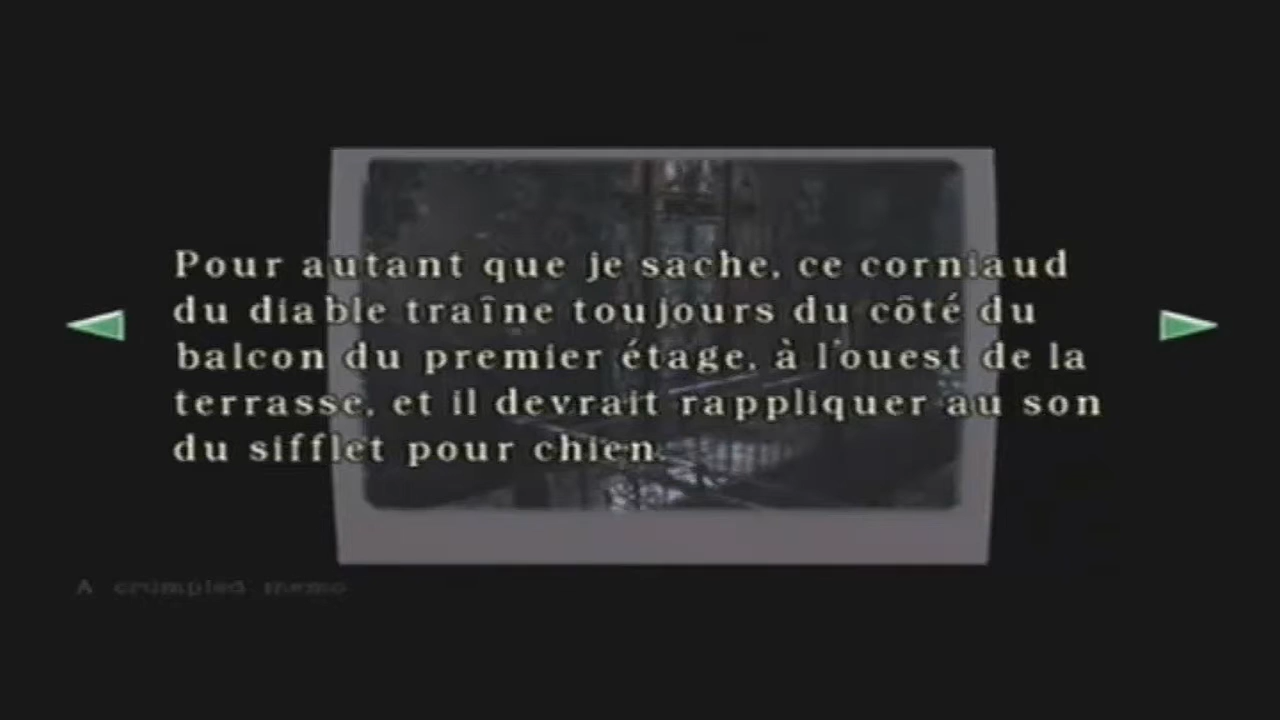 Pour autant que je sache, ce corniaud
du diable traîne toujours du côté du
balcon du premier étage, à l'ouest de la
terrasse, et il devrait rappliquer au son
du sifflet pour chien.
A crumpled memo